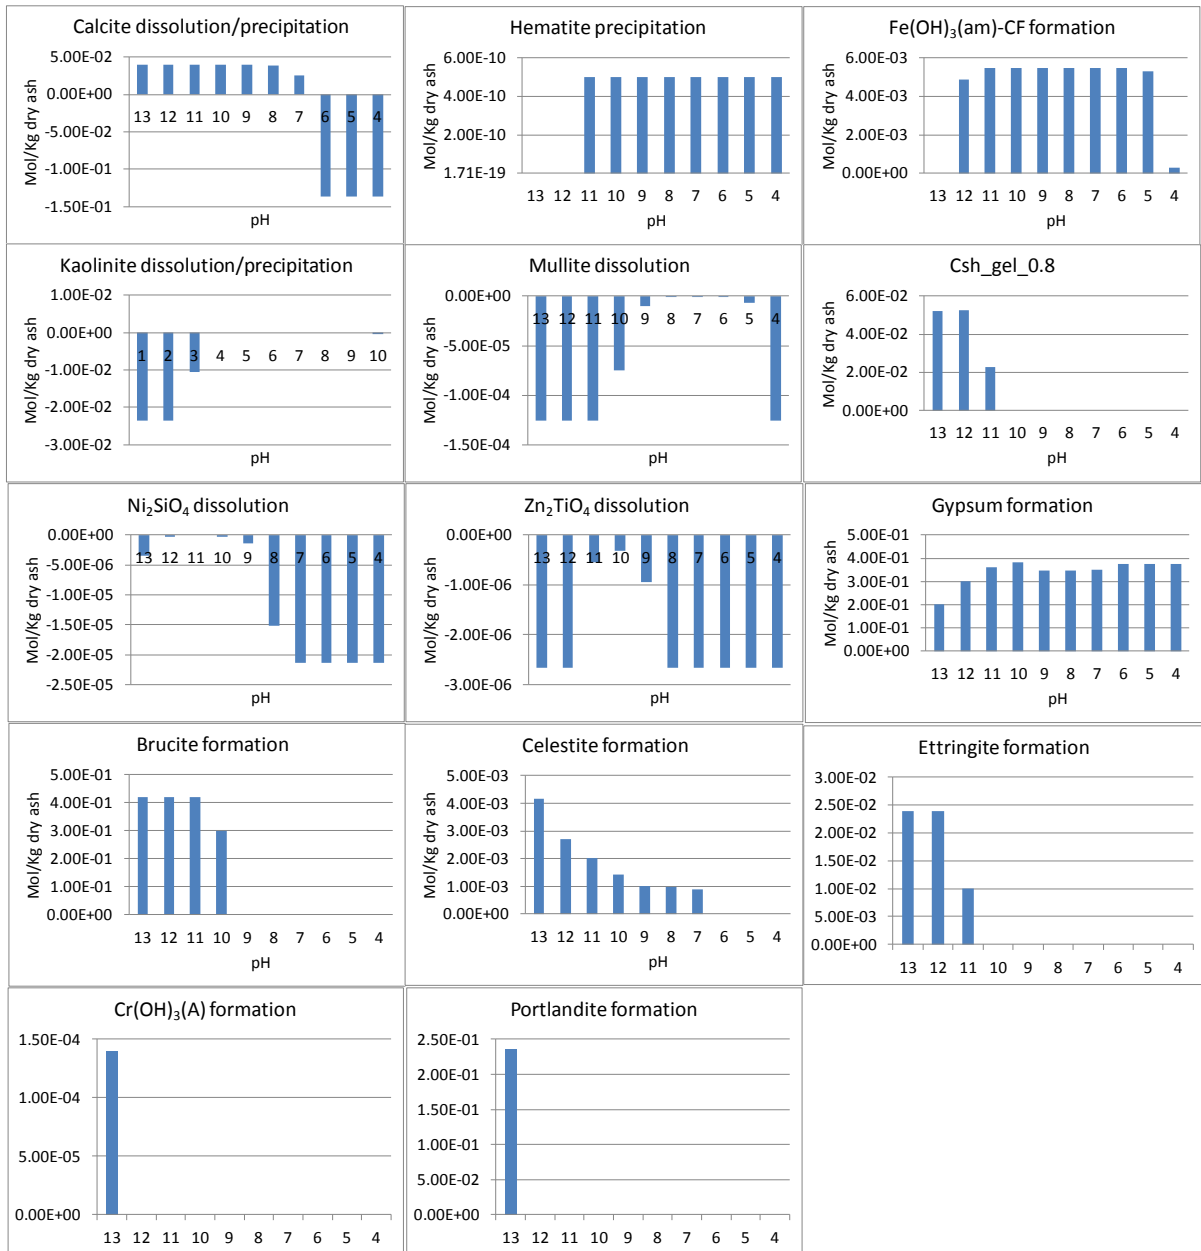 Calcite dissolution/precipitation
5.00E-02
0.00E+00
-5.00E-02
-1.00E-01
-1.50E-01
Mol/Kg dry ash
13 12 11 10 9 8 7 6 5 4
pH
Hematite precipitation
6.00E-10
4.00E-10
2.00E-10
1.71E-19
Mol/Kg dry ash
13 12 11 10 9 8 7 6 5 4
pH
Fe(OH)₃(am)-CF formation
6.00E-03
4.00E-03
2.00E-03
0.00E+00
Mol/Kg dry ash
13 12 11 10 9 8 7 6 5 4
pH
Kaolinite dissolution/precipitation
1.00E-02
0.00E+00
-1.00E-02
-2.00E-02
-3.00E-02
Mol/Kg dry ash
1 2 3 4 5 6 7 8 9 10
Mullite dissolution
0.00E+00
-5.00E-05
-1.00E-04
-1.50E-04
Mol/Kg dry ash
13 12 11 10 9 8 7 6 5 4
Csh_gel_0.8
6.00E-02
4.00E-02
2.00E-02
0.00E+00
Mol/Kg dry ash
13 12 11 10 9 8 7 6 5 4
pH
Ni₂SiO₄ dissolution
0.00E+00
-5.00E-06
-1.00E-05
-1.50E-05
-2.00E-05
-2.50E-05
Mol/Kg dry ash
13 12 11 10 9 8 7 6 5 4
pH
Zn₂TiO₄ dissolution
0.00E+00
-1.00E-06
-2.00E-06
-3.00E-06
Mol/Kg dry ash
13 12 11 10 9 8 7 6 5 4
pH
Gypsum formation
5.00E-01
4.00E-01
3.00E-01
2.00E-01
1.00E-01
0.00E+00
Mol/Kg dry ash
13 12 11 10 9 8 7 6 5 4
pH
Brucite formation
5.00E-01
4.00E-01
3.00E-01
2.00E-01
1.00E-01
0.00E+00
Mol/Kg dry ash
13 12 11 10 9 8 7 6 5 4
pH
Celestite formation
5.00E-03
4.00E-03
3.00E-03
2.00E-03
1.00E-03
0.00E+00
Mol/Kg dry ash
13 12 11 10 9 8 7 6 5 4
pH
Ettringite formation
3.00E-02
2.50E-02
2.00E-02
1.50E-02
1.00E-02
5.00E-03
0.00E+00
Mol/Kg dry ash
13 12 11 10 9 8 7 6 5 4
Cr(OH)₃(A) formation
1.50E-04
1.00E-04
5.00E-05
0.00E+00
13 12 11 10 9 8 7 6 5 4
Portlandite formation
2.50E-01
2.00E-01
1.50E-01
1.00E-01
5.00E-02
0.00E+00
13 12 11 10 9 8 7 6 5 4